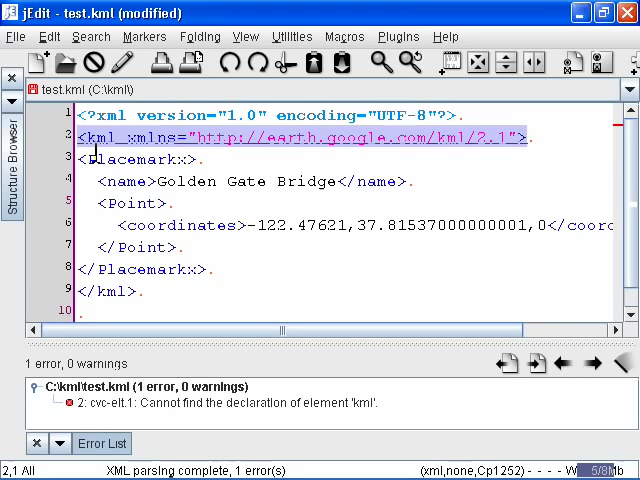 jEdit - test.kml (modified)
File Edit Search Markers Folding View Utilities Macros Plugins Help
test.kml (C:\kml\)
Structure Browser
1 <?xml version="1.0" encoding="UTF-8"?>.
2 <kml xmlns="http://earth.google.com/kml/2.1">.
3 <Placemarkx>.
4 <name>Golden Gate Bridge</name>.
5 <Point>.
6 <coordinates>-122.47621,37.81537000000001,0</coord
7 </Point>.
8 </Placemarkx>.
9 </kml>.
10 .
1 error, 0 warnings
C:\kml\test.kml (1 error, 0 warnings)
2: cvc-elt.1: Cannot find the declaration of element 'kml'.
Error List
2,1 All XML parsing complete, 1 error(s) (xml,none,Cp1252) - - - - W 5/8Mb